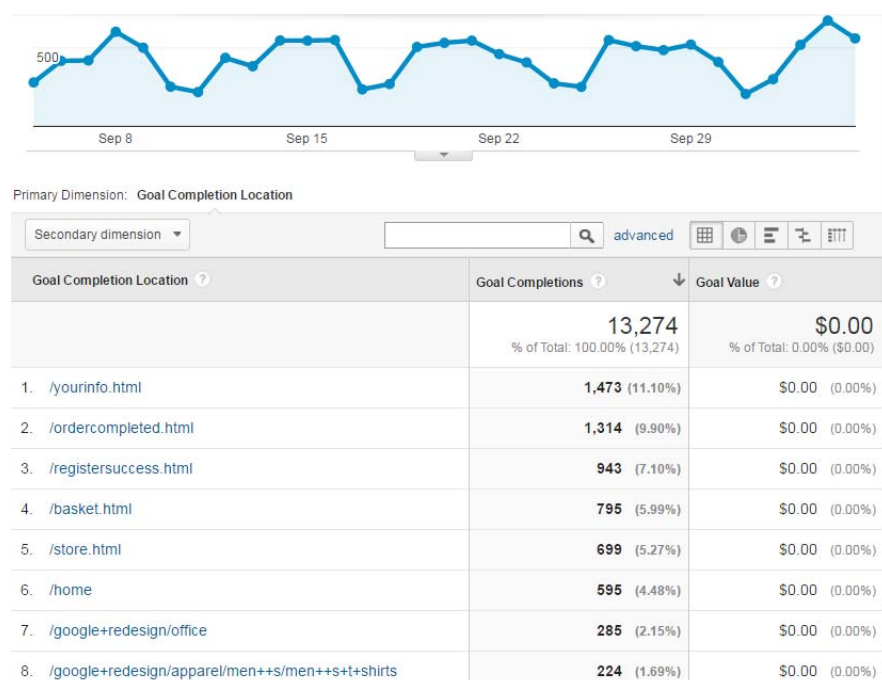 500
Sep 8 Sep 15 Sep 22 Sep 29
Primary Dimension: Goal Completion Location
Secondary dimension advanced
Goal Completion Location ? Goal Completions ? Goal Value ?
13,274 $0.00
% of Total: 100.00% (13,274) % of Total: 0.00% ($0.00)
1. /yourinfo.html 1,473 (11.10%) $0.00 (0.00%)
2. /ordercompleted.html 1,314 (9.90%) $0.00 (0.00%)
3. /registersuccess.html 943 (7.10%) $0.00 (0.00%)
4. /basket.html 795 (5.99%) $0.00 (0.00%)
5. /store.html 699 (5.27%) $0.00 (0.00%)
6. /home 595 (4.48%) $0.00 (0.00%)
7. /google+redesign/office 285 (2.15%) $0.00 (0.00%)
8. /google+redesign/apparel/men++s/men++s+t+shirts 224 (1.69%) $0.00 (0.00%)